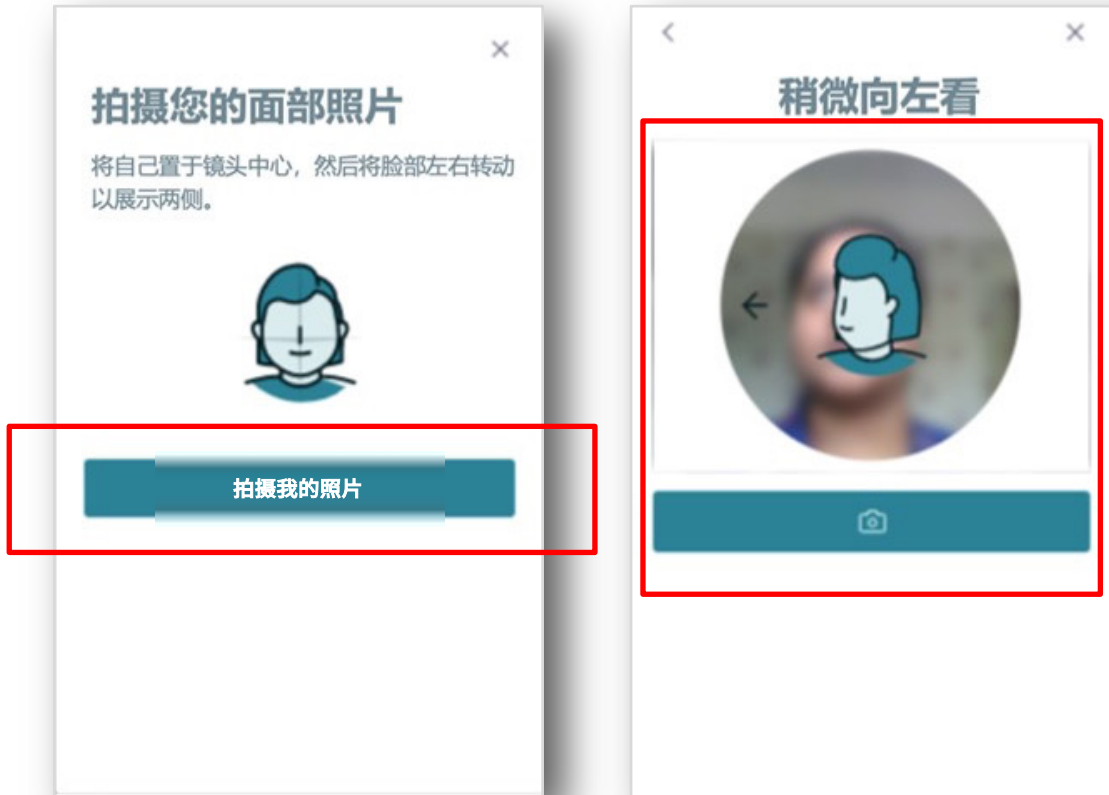 拍摄您的面部照片
将自己置于镜头中心，然后将脸部左右转动
以展示两侧。
拍摄我的照片
稍微向左看